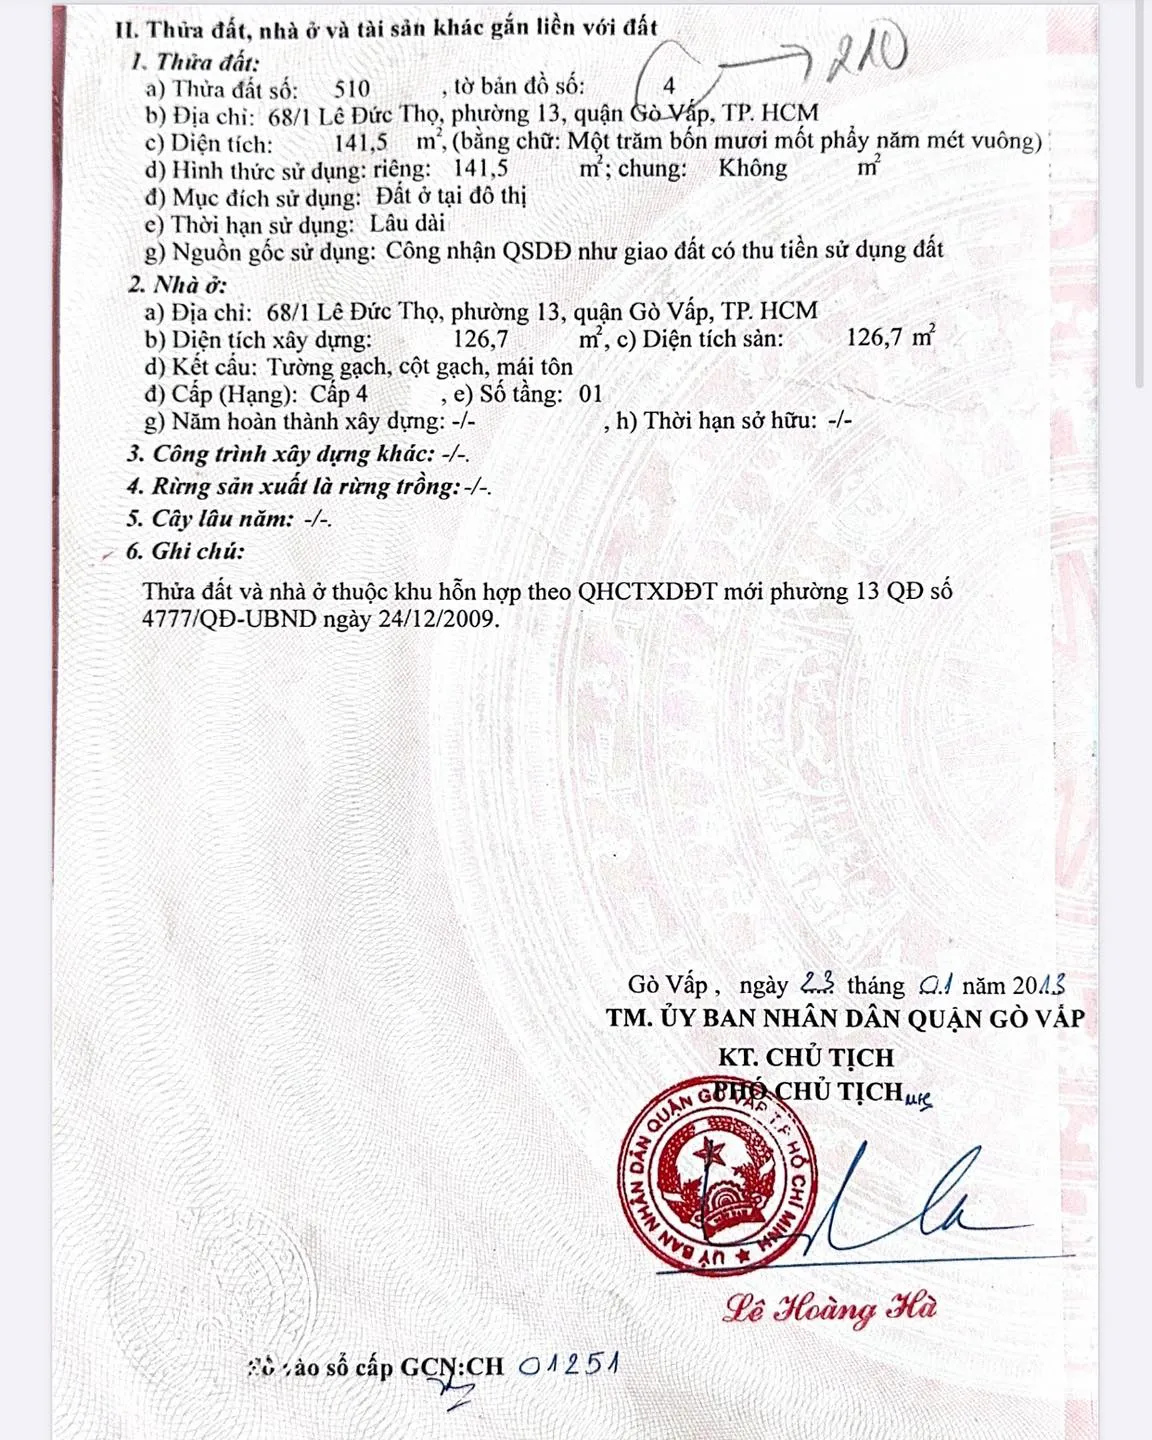 II. Thửa đất, nhà ở và tài sản khác gắn liền với đất
1. Thửa đất:
210
a) Thửa đất số: 510 , tờ bản đồ số: 4
b) Địa chỉ: 68/1 Lê Đức Thọ, phường 13, quận Gò Vấp, TP. HCM
c) Diện tích: 141,5 m², (bằng chữ: Một trăm bốn mươi mốt phẩy năm mét vuông)
d) Hình thức sử dụng: riêng: 141,5 m²; chung: Không m²
đ) Mục đích sử dụng: Đất ở tại đô thị
e) Thời hạn sử dụng: Lâu dài
g) Nguồn gốc sử dụng: Công nhận QSDĐ như giao đất có thu tiền sử dụng đất
2. Nhà ở:
a) Địa chỉ: 68/1 Lê Đức Thọ, phường 13, quận Gò Vấp, TP. HCM
b) Diện tích xây dựng: 126,7 m², c) Diện tích sàn: 126,7 m²
d) Kết cấu: Tường gạch, cột gạch, mái tôn
đ) Cấp (Hạng): Cấp 4 , e) Số tầng: 01
g) Năm hoàn thành xây dựng: -/- , h) Thời hạn sở hữu: -/-
3. Công trình xây dựng khác: -/-.
4. Rừng sản xuất là rừng trồng: -/-.
5. Cây lâu năm: -/-.
6. Ghi chú:
Thửa đất và nhà ở thuộc khu hỗn hợp theo QHCTXDĐT mới phường 13 QĐ số
4777/QĐ-UBND ngày 24/12/2009.
Gò Vấp , ngày 23 tháng 01 năm 2013
TM. ỦY BAN NHÂN DÂN QUẬN GÒ VẤP
KT. CHỦ TỊCH
PHÓ CHỦ TỊCH
ỦY BAN NHÂN DÂN QUẬN GÒ VẤP T.P HỒ CHÍ MINH
Lê Hoàng Hà
vào sổ cấp GCN:CH 01251